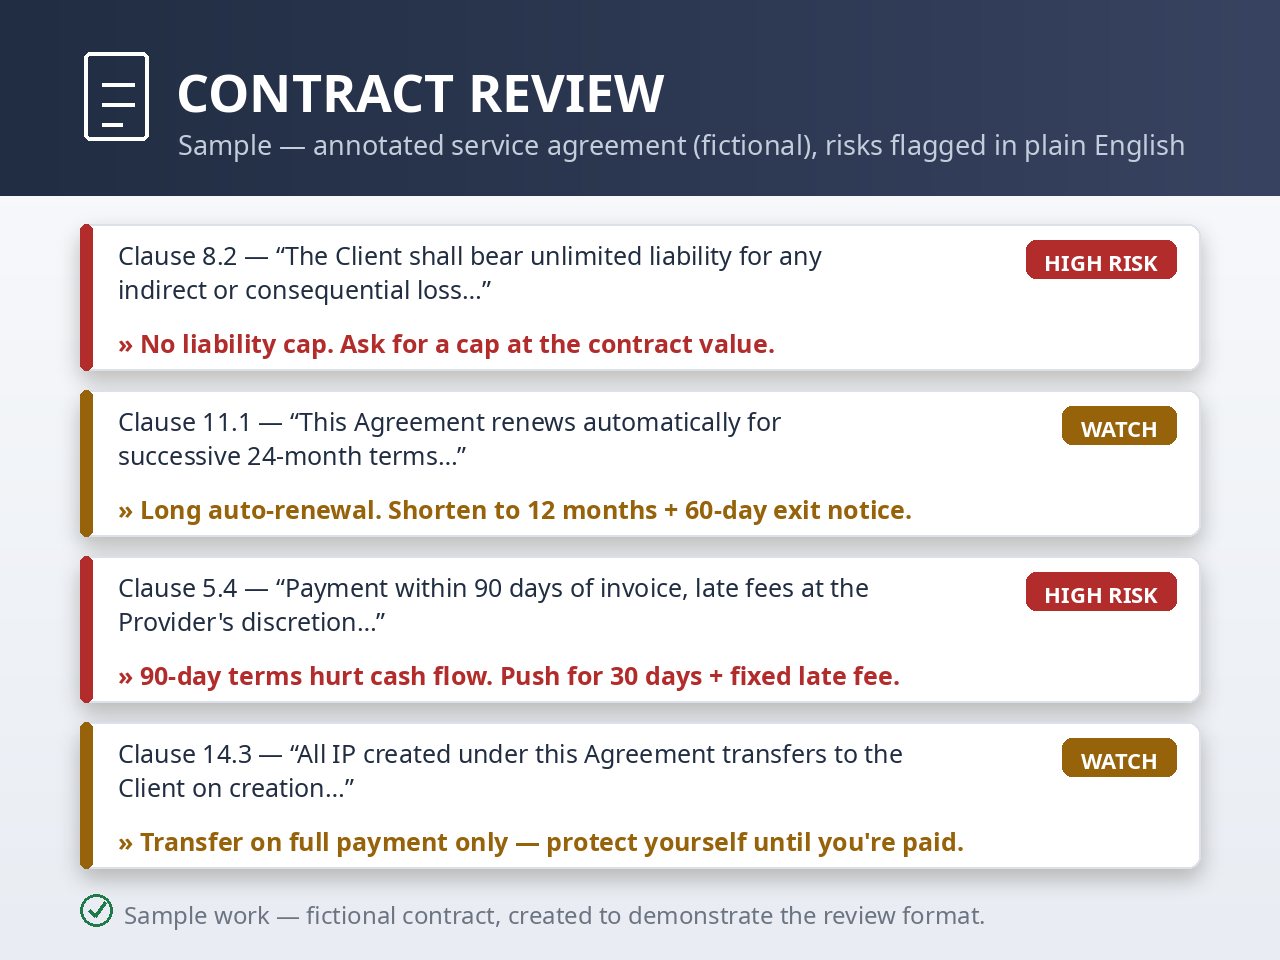 CONTRACT REVIEW
Sample — annotated service agreement (fictional), risks flagged in plain English
Clause 8.2 — “The Client shall bear unlimited liability for any
indirect or consequential loss…”
HIGH RISK
» No liability cap. Ask for a cap at the contract value.
Clause 11.1 — “This Agreement renews automatically for
successive 24-month terms…”
WATCH
» Long auto-renewal. Shorten to 12 months + 60-day exit notice.
Clause 5.4 — “Payment within 90 days of invoice, late fees at the
Provider's discretion…”
HIGH RISK
» 90-day terms hurt cash flow. Push for 30 days + fixed late fee.
Clause 14.3 — “All IP created under this Agreement transfers to the
Client on creation…”
WATCH
» Transfer on full payment only — protect yourself until you're paid.
Sample work — fictional contract, created to demonstrate the review format.